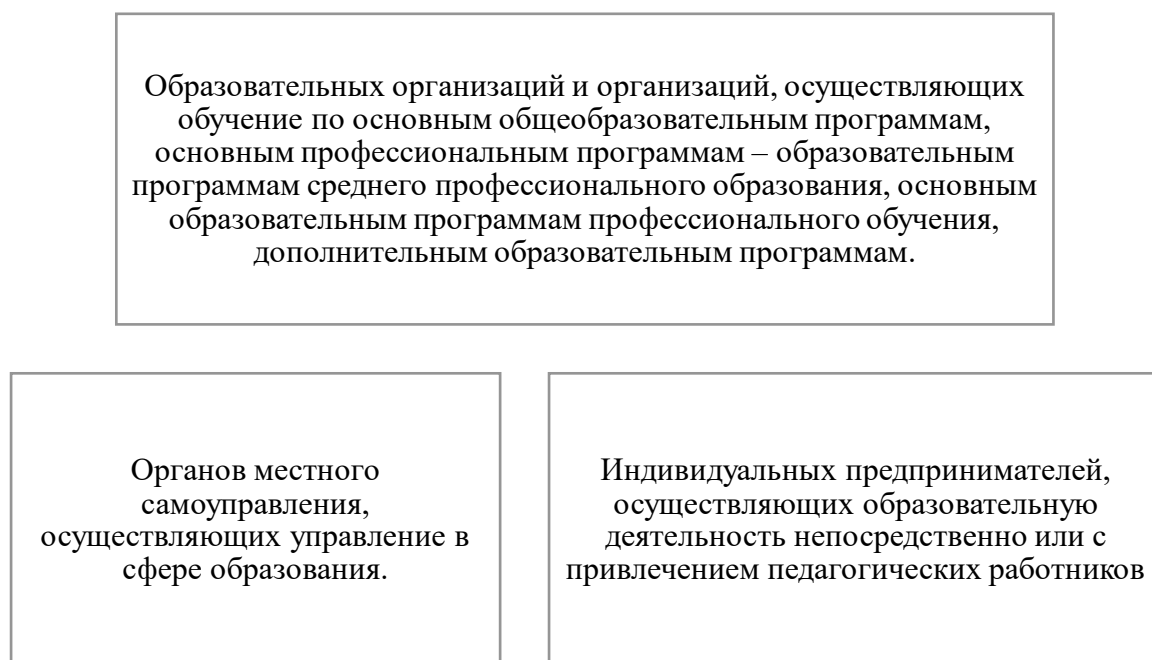 Образовательных организаций и организаций, осуществляющих
обучение по основным общеобразовательным программам,
основным профессиональным программам – образовательным
программам среднего профессионального образования, основным
образовательным программам профессионального обучения,
дополнительным образовательным программам.
Органов местного
самоуправления,
осуществляющих управление в
сфере образования.
Индивидуальных предпринимателей,
осуществляющих образовательную
деятельность непосредственно или с
привлечением педагогических работников